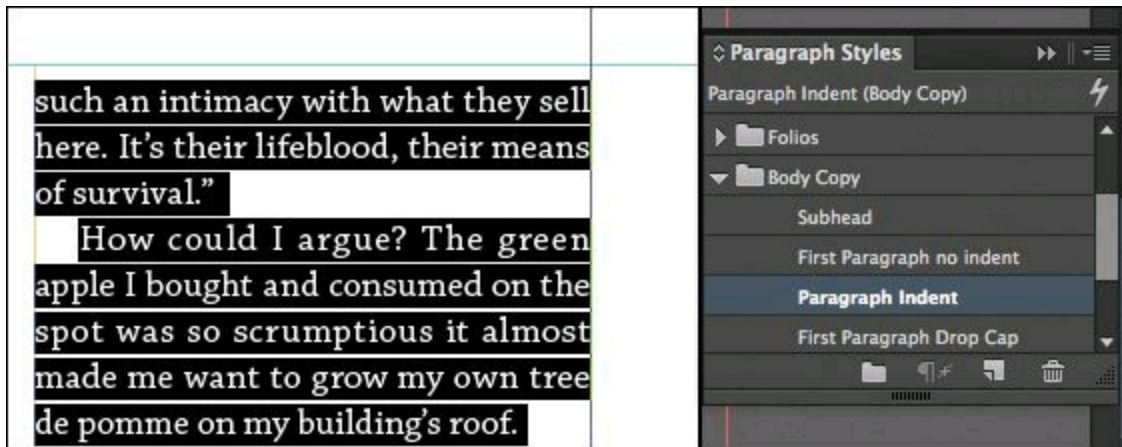 such an intimacy with what they sell
here. It’s their lifeblood, their means
of survival.”
How could I argue? The green
apple I bought and consumed on the
spot was so scrumptious it almost
made me want to grow my own tree
de pomme on my building’s roof.
Paragraph Styles
Paragraph Indent (Body Copy)
Folios
Body Copy
Subhead
First Paragraph no indent
Paragraph Indent
First Paragraph Drop Cap